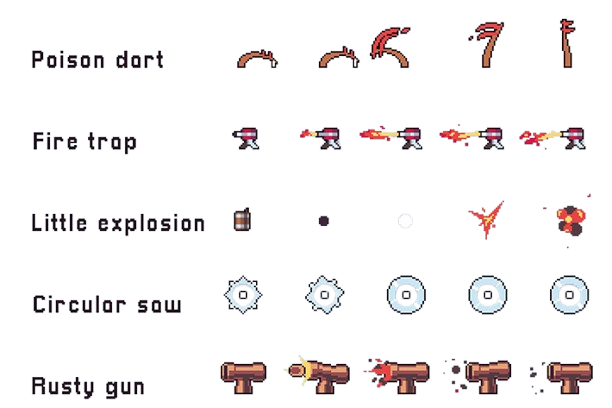 Poison dart
Fire trap
Little explosion
Circular saw
Rusty gun